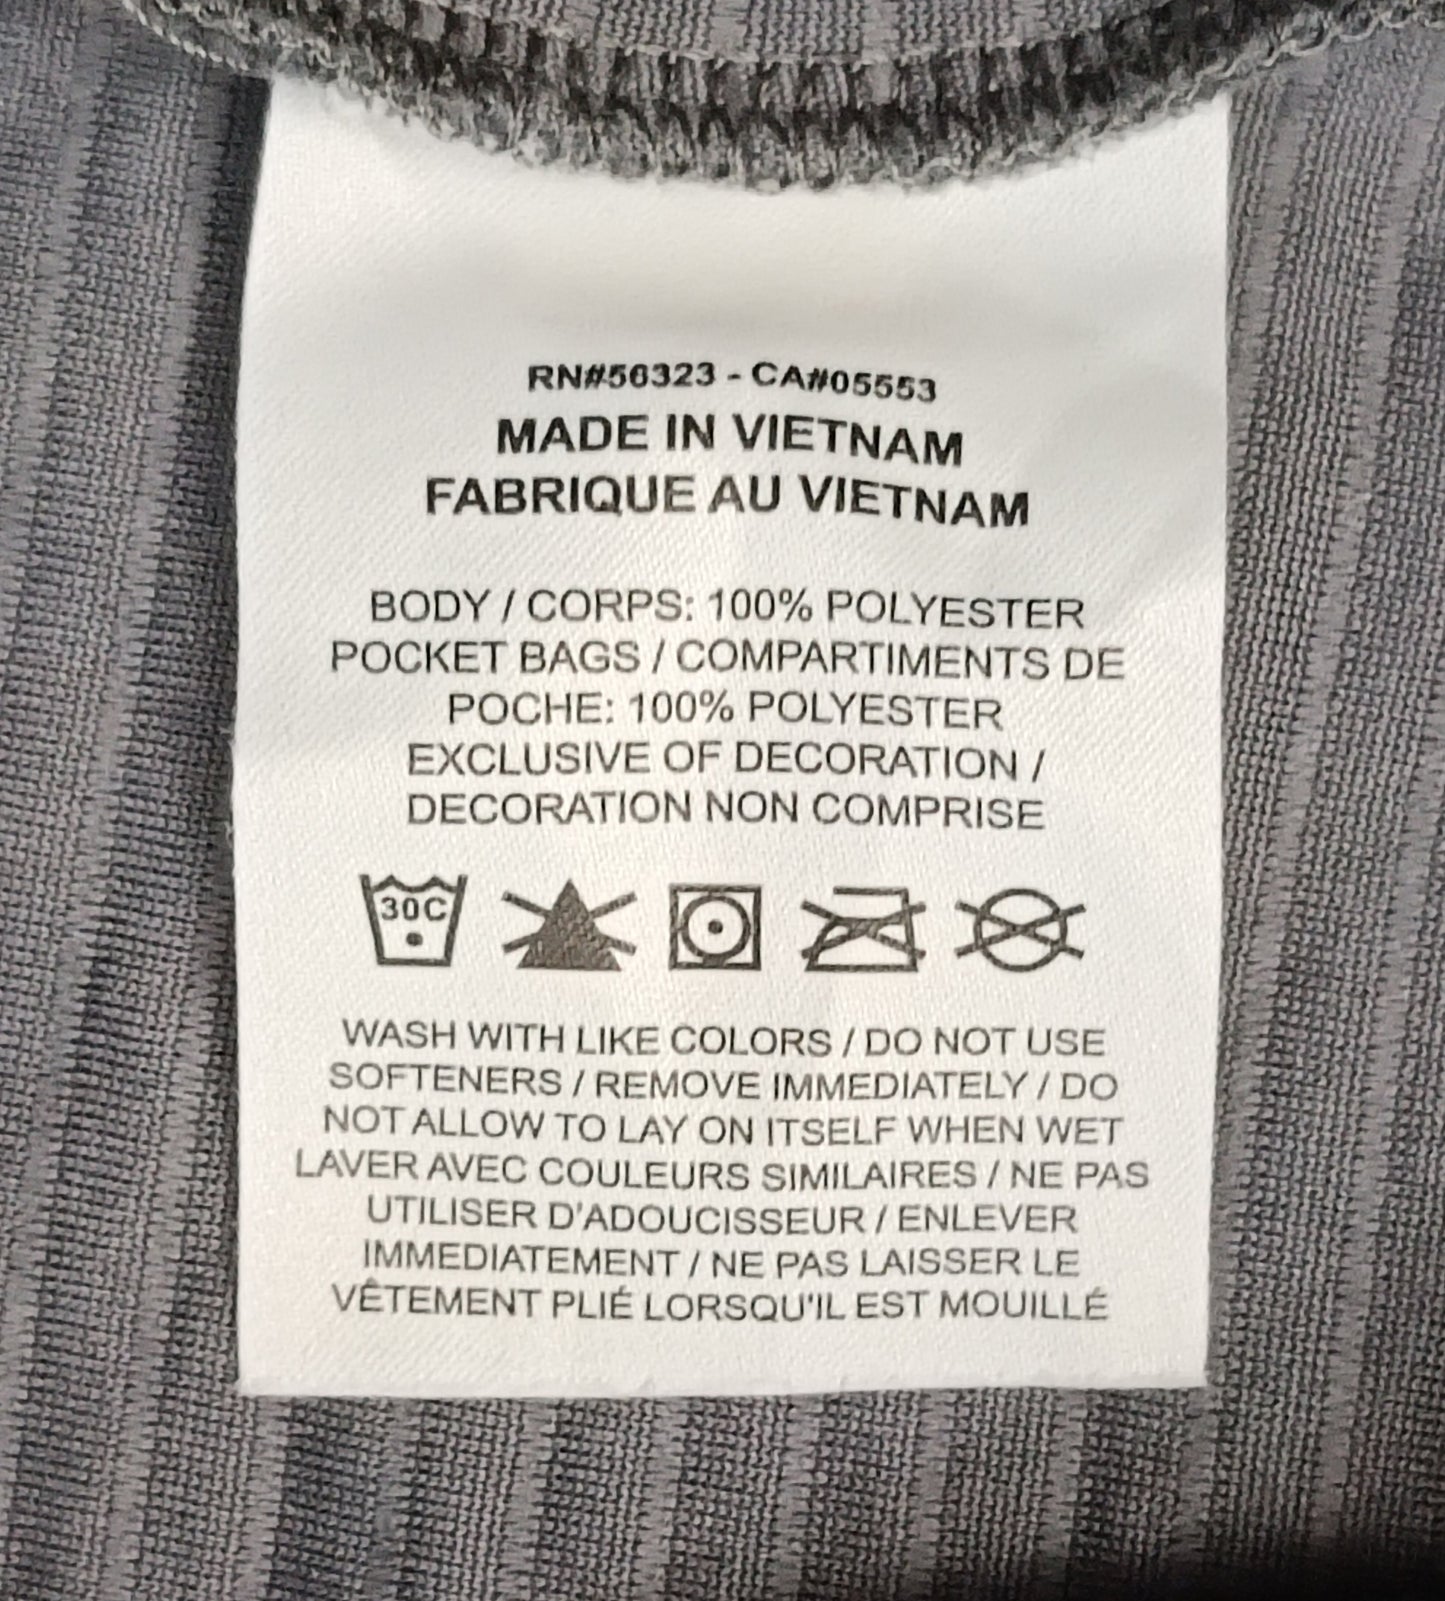 RN#56323 - CA#05553
MADE IN VIETNAM
FABRIQUE AU VIETNAM
BODY / CORPS: 100% POLYESTER
POCKET BAGS / COMPARTIMENTS DE
POCHE: 100% POLYESTER
EXCLUSIVE OF DECORATION /
DECORATION NON COMPRISE
30C
WASH WITH LIKE COLORS / DO NOT USE
SOFTENERS / REMOVE IMMEDIATELY / DO
NOT ALLOW TO LAY ON ITSELF WHEN WET
LAVER AVEC COULEURS SIMILAIRES / NE PAS
UTILISER D'ADOUCISSEUR / ENLEVER
IMMEDIATEMENT / NE PAS LAISSER LE
VÊTEMENT PLIÉ LORSQU'IL EST MOUILLÉ